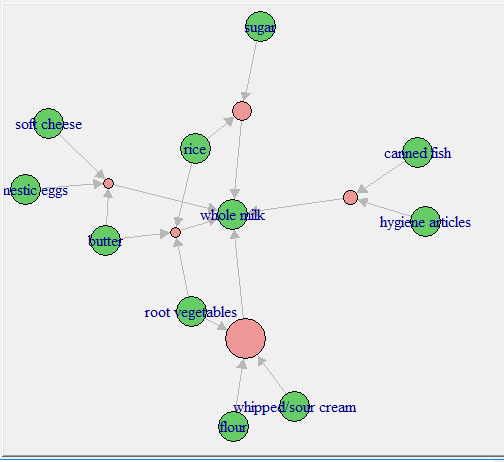 sugar
soft cheese
rice
canned fish
nestic eggs
whole milk
hygiene articles
butter
root vegetables
whipped/sour cream
flour